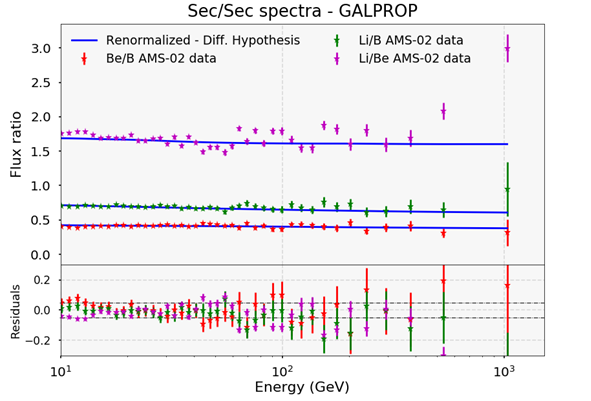 Sec/Sec spectra - GALPROP
Renormalized - Diff. Hypothesis
Be/B AMS-02 data
Li/B AMS-02 data
Li/Be AMS-02 data
Flux ratio
3.0
2.5
2.0
1.5
1.0
0.5
0.0
Residuals
0.2
0.0
−0.2
10¹
10²
10³
Energy (GeV)